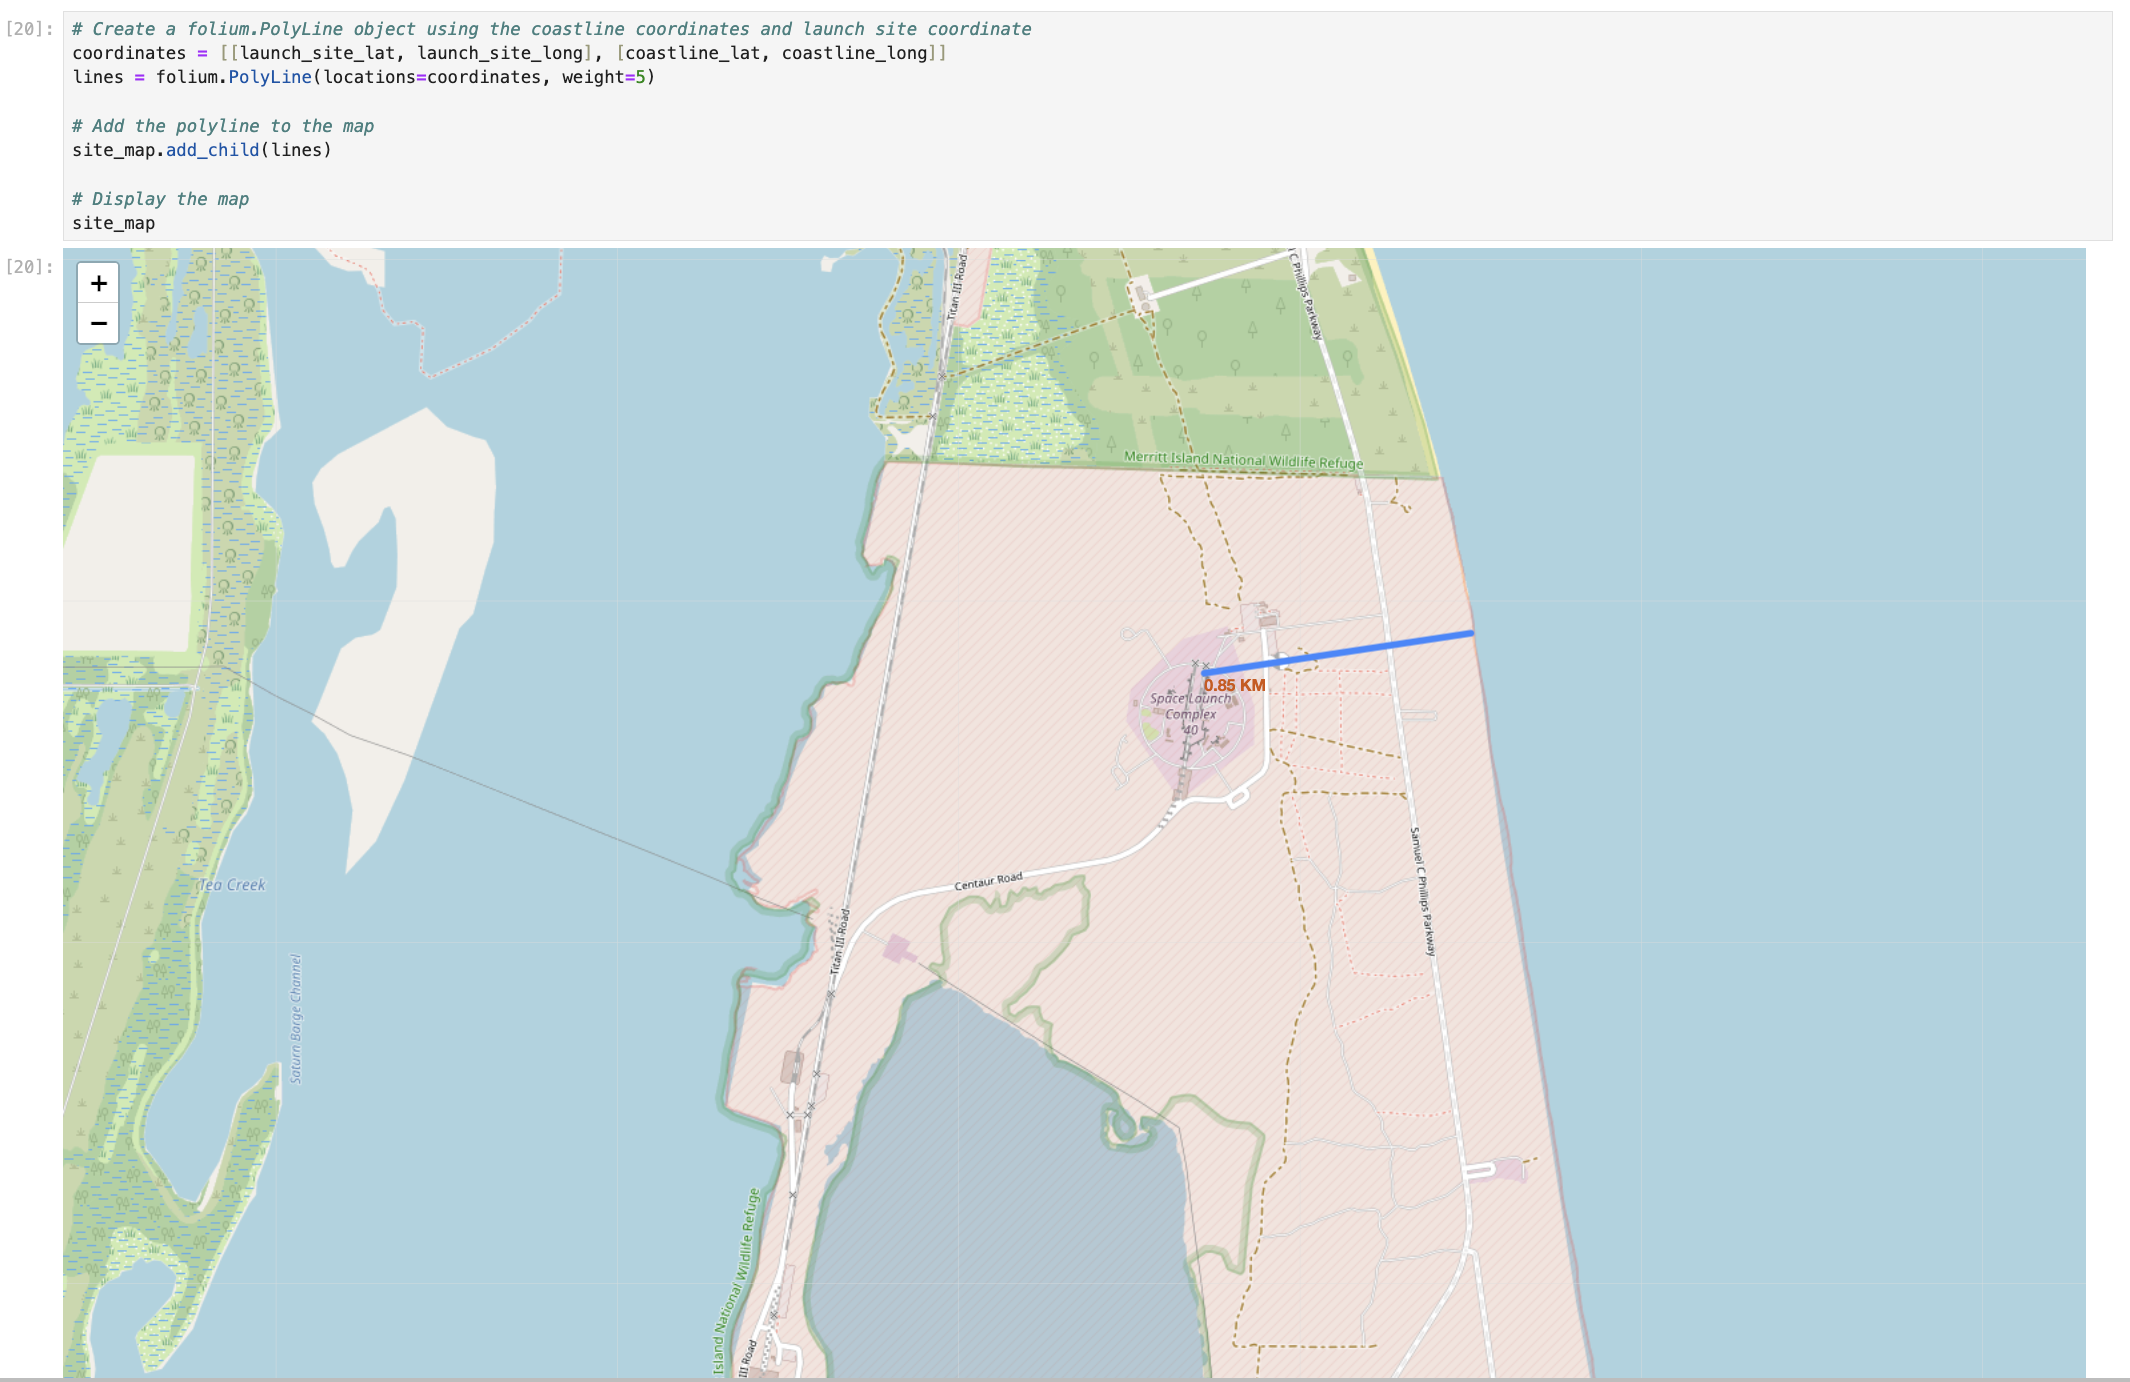 [20]:
# Create a folium.PolyLine object using the coastline coordinates and launch site coordinate
coordinates = [[launch_site_lat, launch_site_long], [coastline_lat, coastline_long]]
lines = folium.PolyLine(locations=coordinates, weight=5)
# Add the polyline to the map
site_map.add_child(lines)
# Display the map
site_map
[20]:
+
−
Titan III Road
C Phillips Parkway
Merritt Island National Wildlife Refuge
0.85 KM
Space Launch
Complex
40
Samuel C Phillips Parkway
Centaur Road
Tea Creek
Titan III Road
Saturn Barge Channel
Island National Wildlife Refuge
III Road